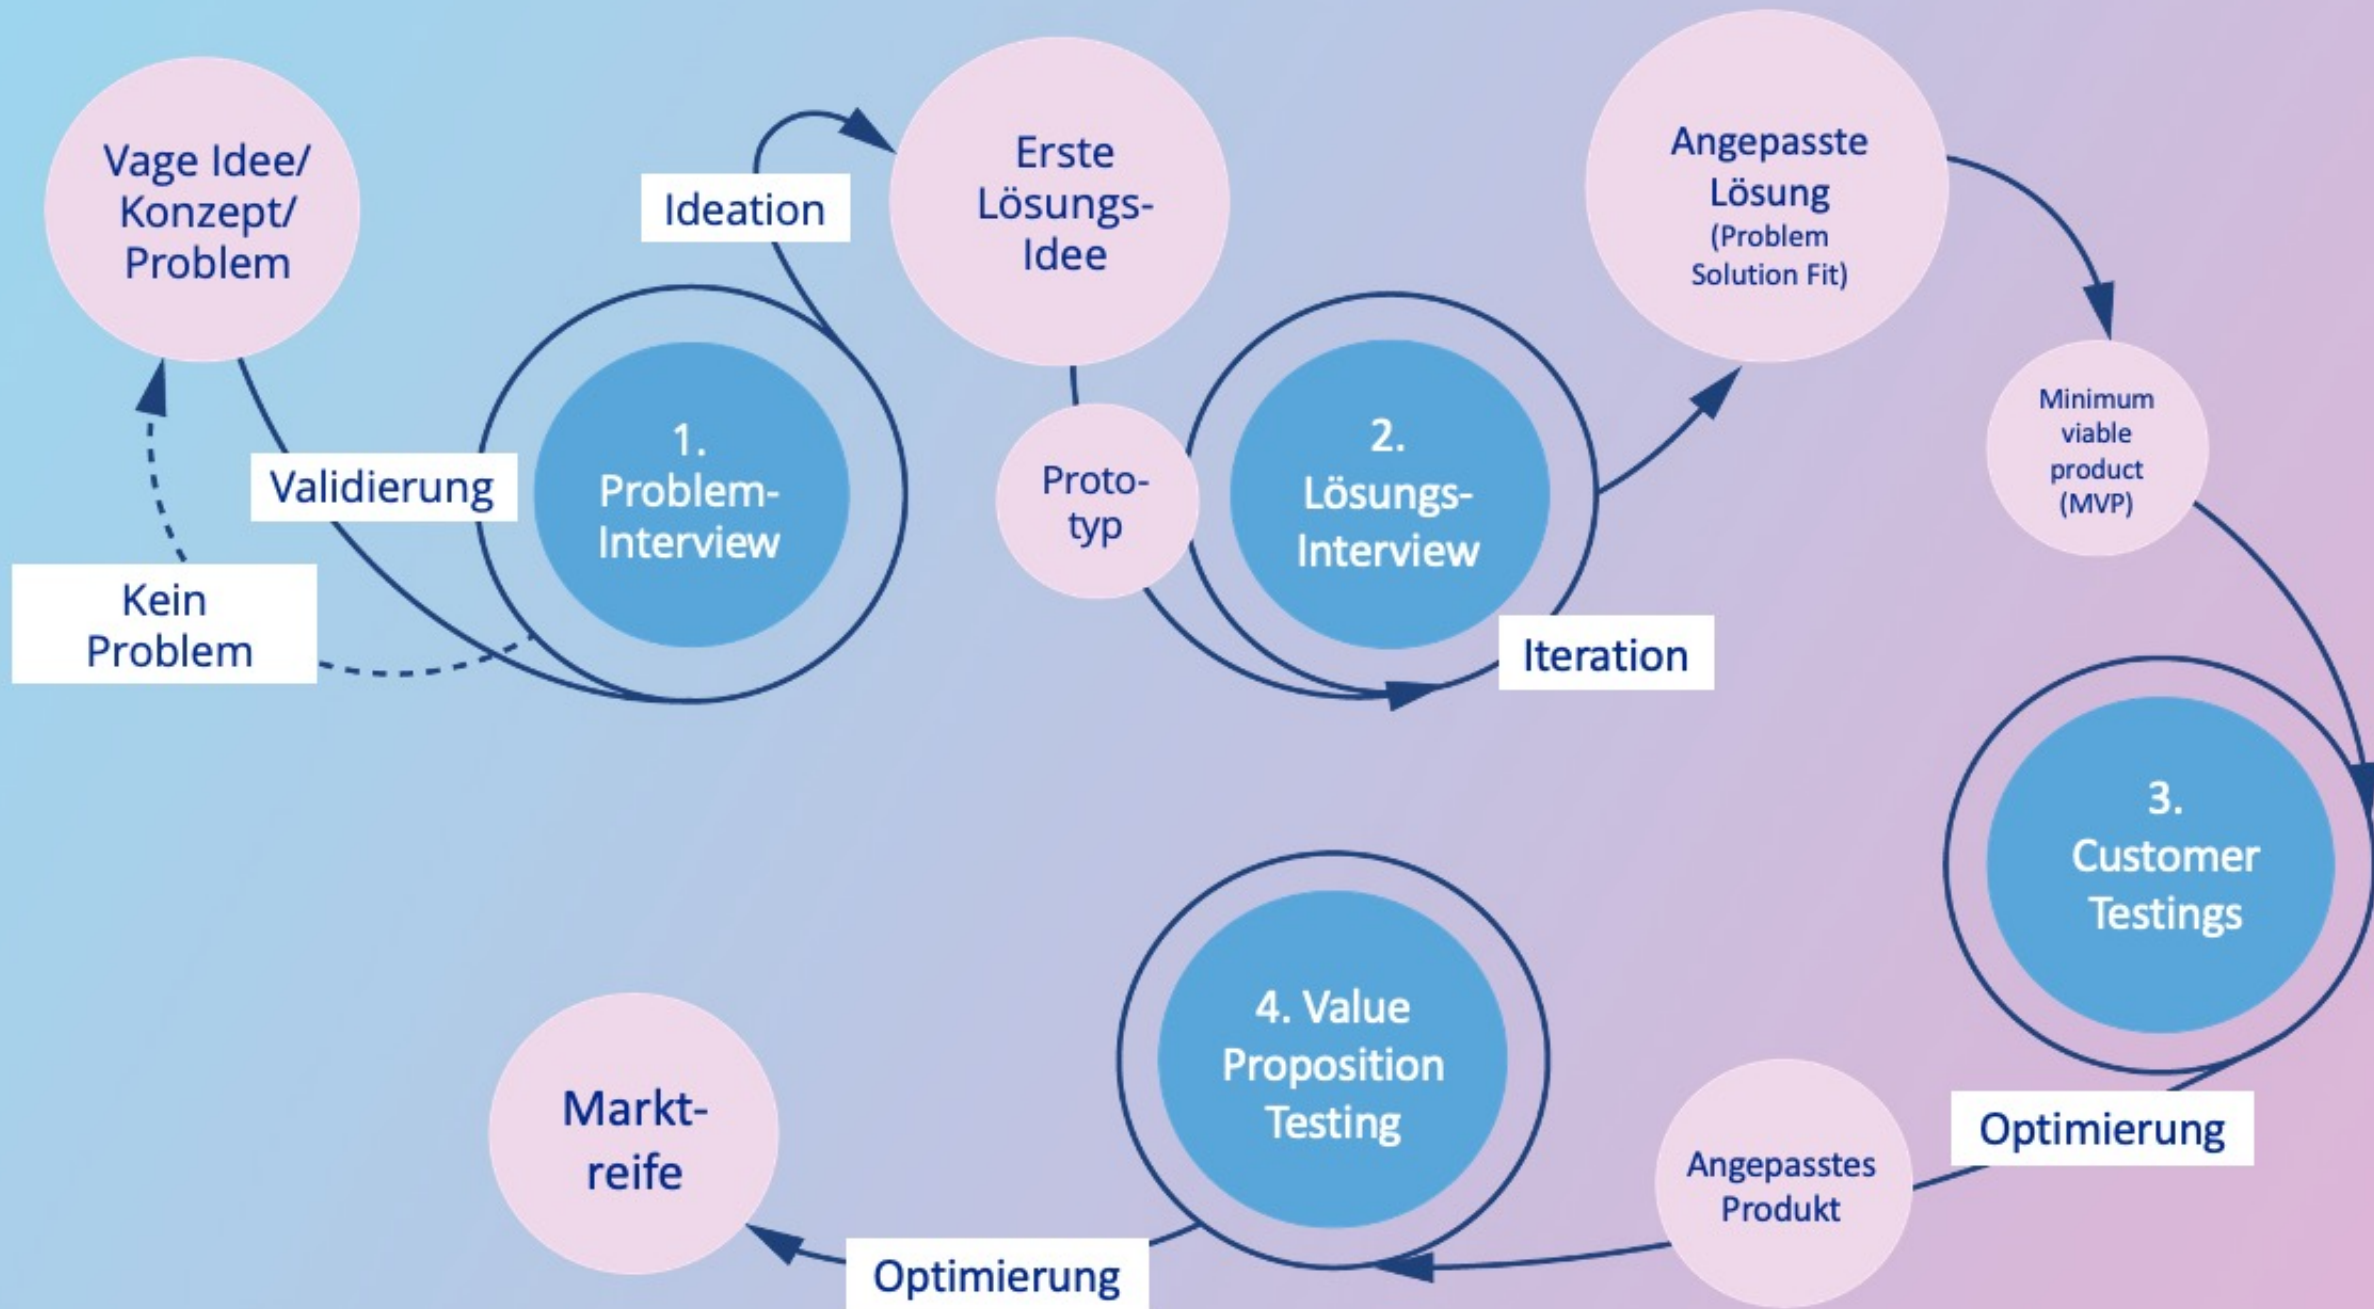 Vage Idee/
Konzept/
Problem
Validierung
Kein
Problem
1.
Problem-
Interview
Ideation
Erste
Lösungs-
Idee
Proto-
typ
2.
Lösungs-
Interview
Iteration
Angepasste
Lösung
(Problem
Solution Fit)
Minimum
viable
product
(MVP)
3.
Customer
Testings
Optimierung
Angepasstes
Produkt
4. Value
Proposition
Testing
Optimierung
Markt-
reife